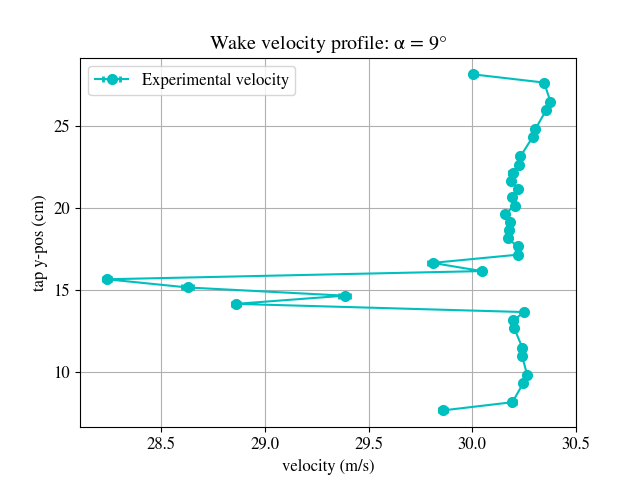 Wake velocity profile: α = 9°
Experimental velocity
25
20
15
10
tap y-pos (cm)
28.5 29.0 29.5 30.0 30.5
velocity (m/s)